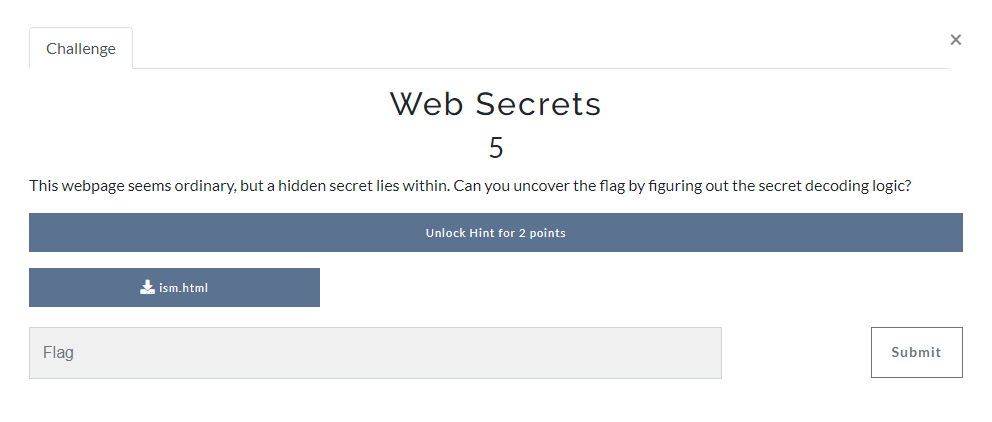 Challenge
×
Web Secrets
5
This webpage seems ordinary, but a hidden secret lies within. Can you uncover the flag by figuring out the secret decoding logic?
Unlock Hint for 2 points
ism.html
Flag
Submit